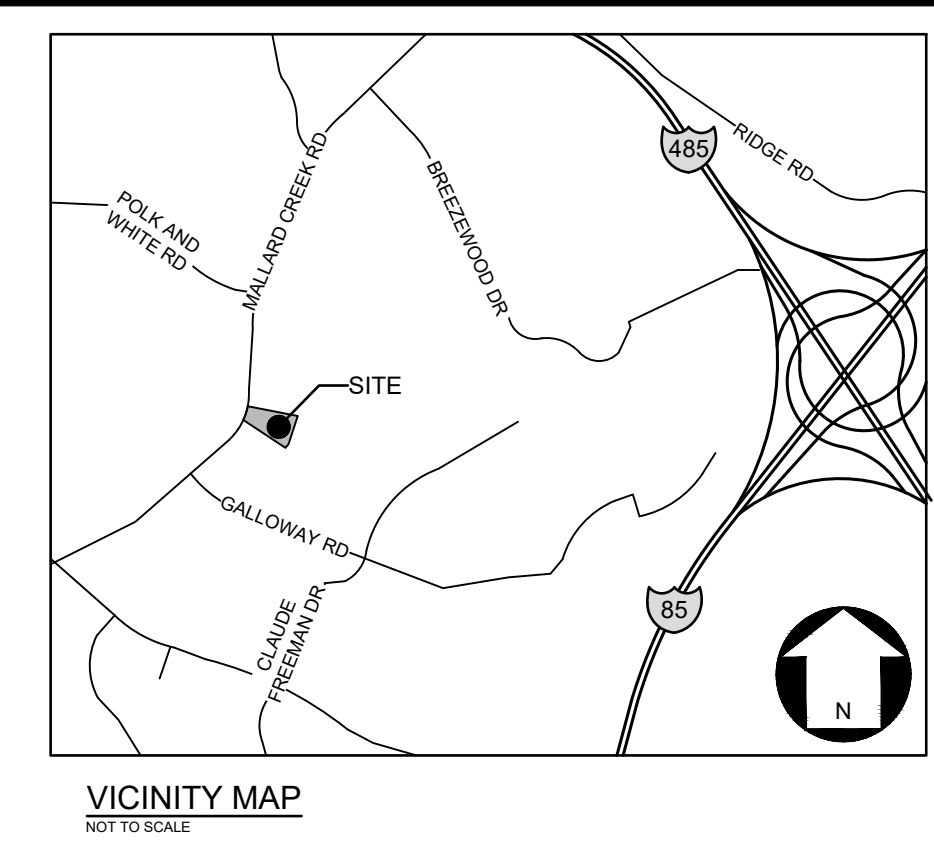 485
RIDGE RD
MALLARD CREEK RD
BREEZEWOOD DR
POLK AND
WHITE RD
SITE
GALLOWAY RD
CLAUDE
FREEMAN DR
85
N
VICINITY MAP
NOT TO SCALE